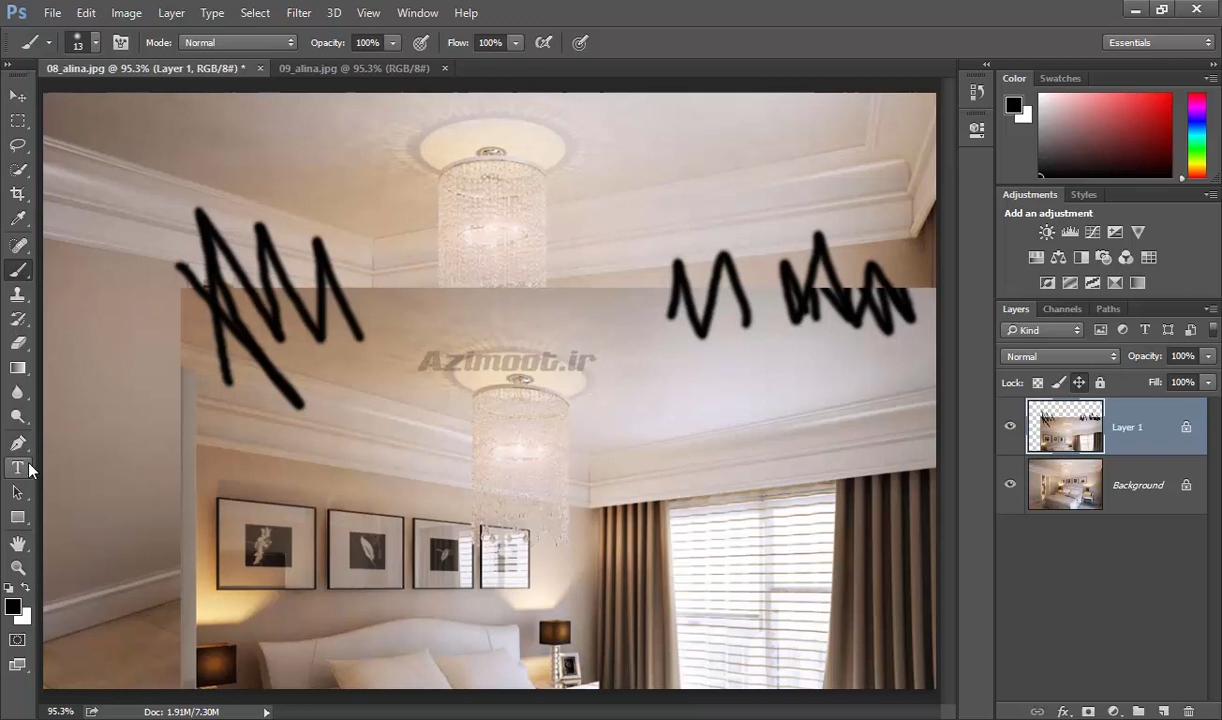 Ps File Edit Image Layer Type Select Filter 3D View Window Help
13 Mode: Normal Opacity: 100% Flow: 100% Essentials
08_alina.jpg @ 95.3% (Layer 1, RGB/8#) * × 09_alina.jpg @ 95.3% (RGB/8#) ×
Color Swatches
Adjustments Styles
Add an adjustment
Layers Channels Paths
Kind
Normal Opacity: 100%
Lock: Fill: 100%
Layer 1
Background
Azimoot.ir
95.3% Doc: 1.91M/7.30M